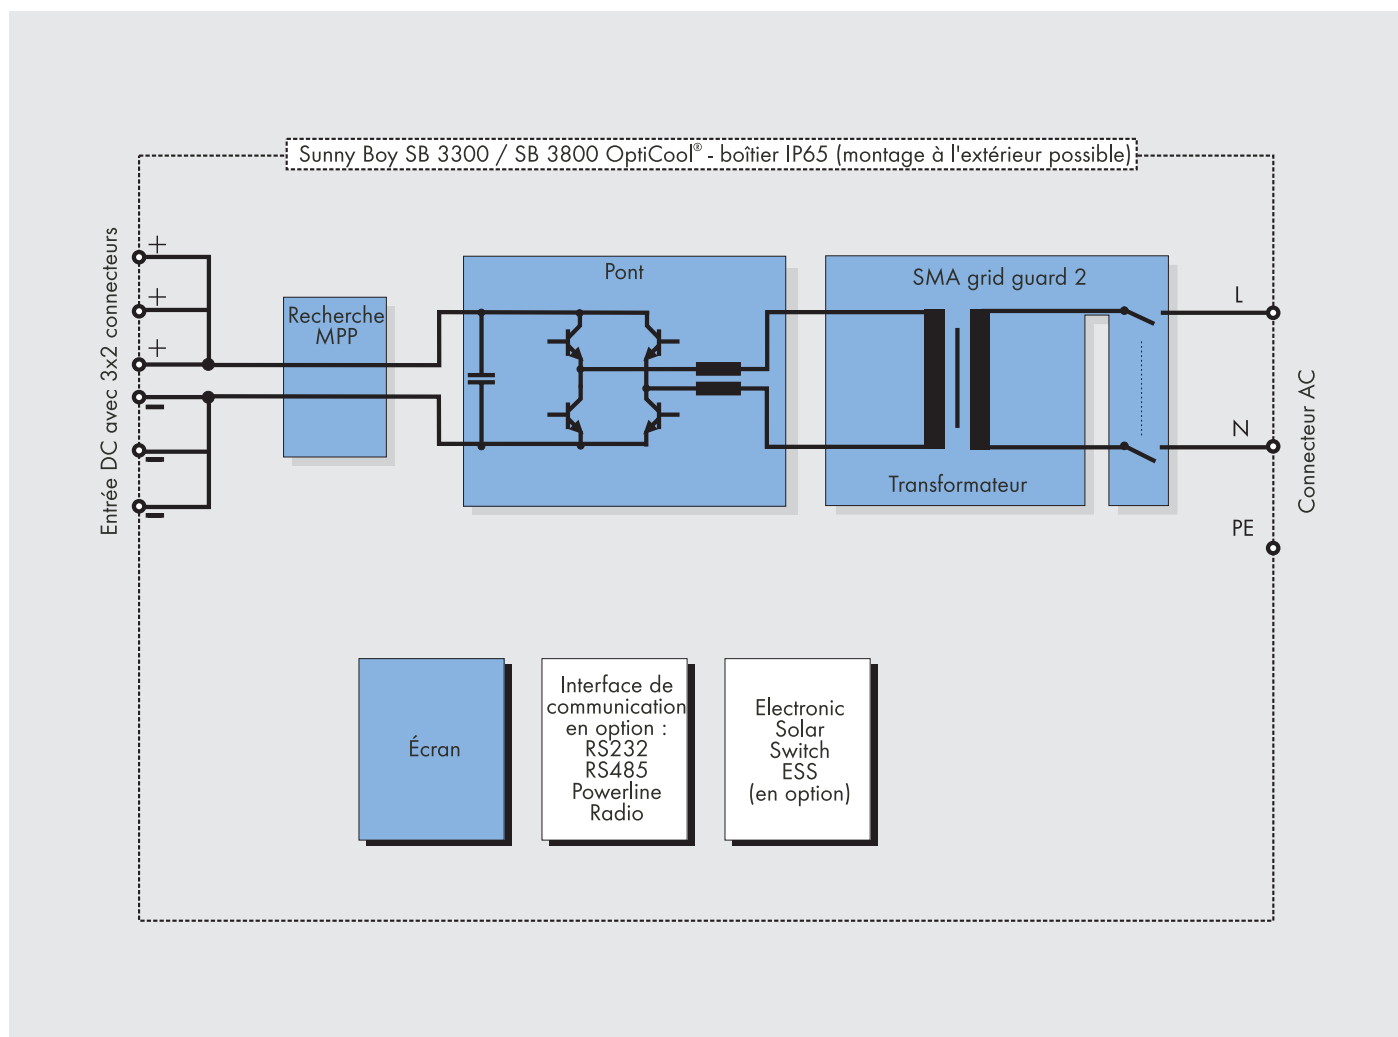 Sunny Boy SB 3300 / SB 3800 OptiCool® - boîtier IP65 (montage à l'extérieur possible)
Entrée DC avec 3x2 connecteurs
+
+
+
-
-
-
Recherche
MPP
Pont
SMA grid guard 2
Transformateur
L
N
PE
Connecteur AC
Écran
Interface de
communication
en option :
RS232
RS485
Powerline
Radio
Electronic
Solar
Switch
ESS
(en option)